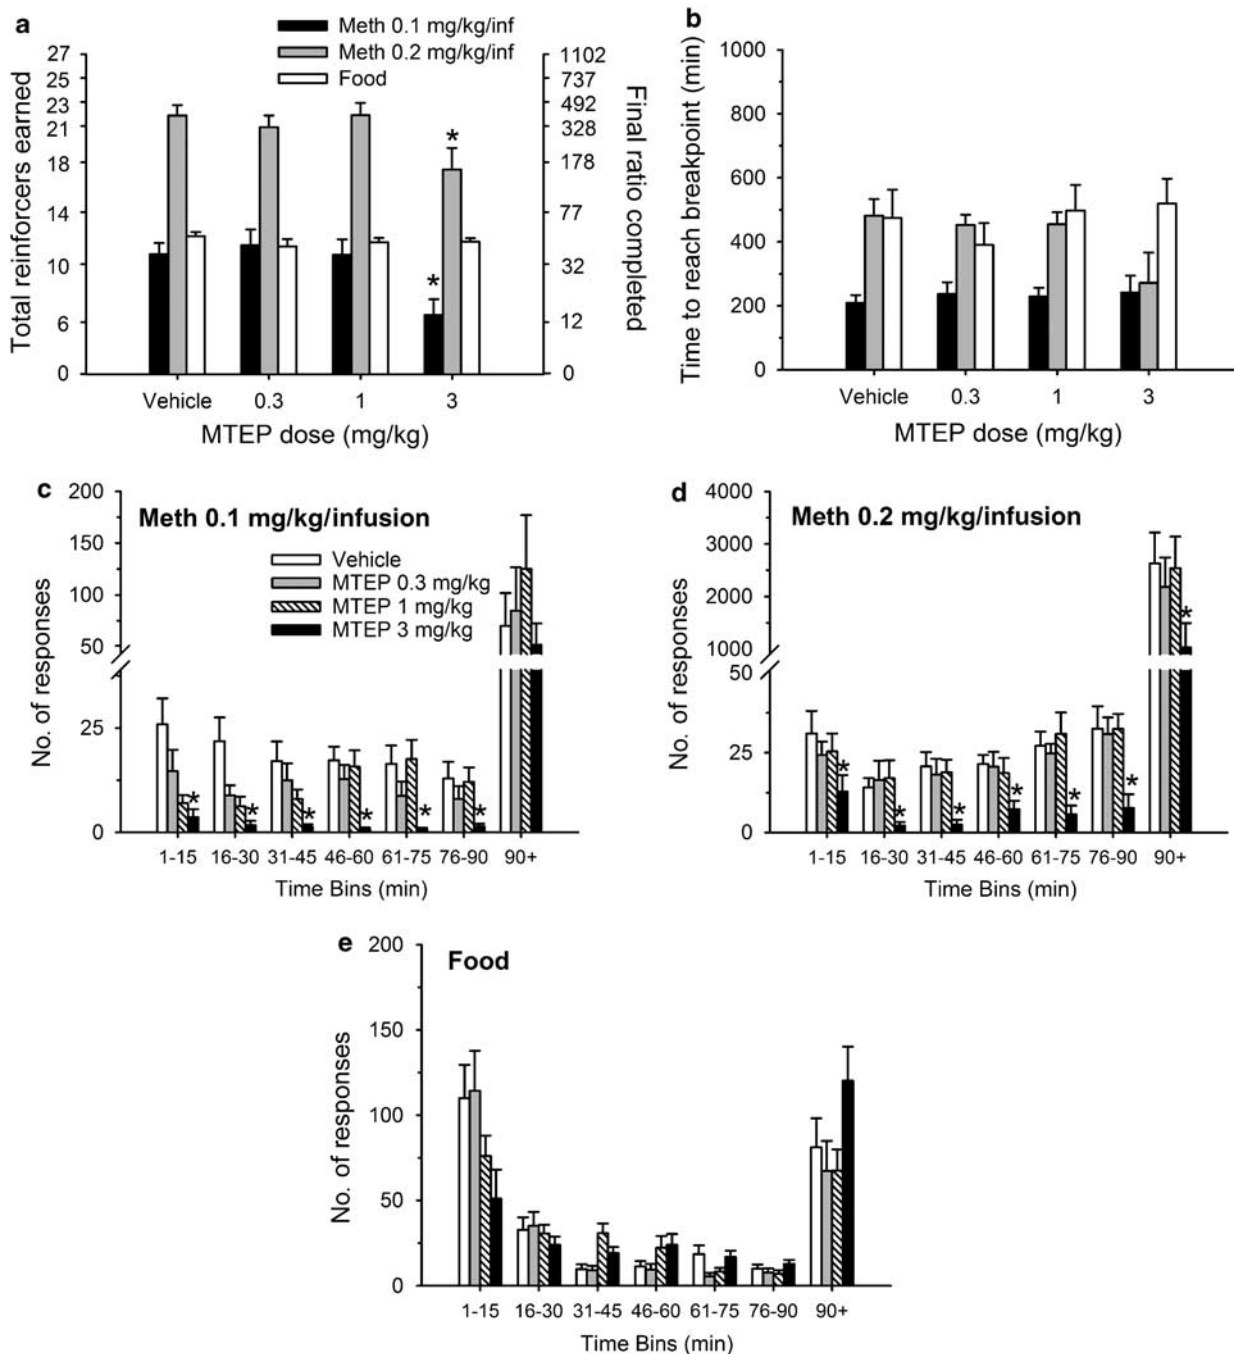 a
Meth 0.1 mg/kg/inf
Meth 0.2 mg/kg/inf
Food
Total reinforcers earned
27
25
23
21
18
14
10
6
0
Final ratio completed
1102
737
492
328
178
77
32
12
0
*
*
Vehicle 0.3 1 3
MTEP dose (mg/kg)
b
Time to reach breakpoint (min)
1000
800
600
400
200
0
Vehicle 0.3 1 3
MTEP dose (mg/kg)
c
Meth 0.1 mg/kg/infusion
Vehicle
MTEP 0.3 mg/kg
MTEP 1 mg/kg
MTEP 3 mg/kg
No. of responses
200
150
100
50
25
0
* * * * * *
1-15 16-30 31-45 46-60 61-75 76-90 90+
Time Bins (min)
d
Meth 0.2 mg/kg/infusion
No. of responses
4000
3000
2000
1000
50
25
0
* * * * * * *
1-15 16-30 31-45 46-60 61-75 76-90 90+
Time Bins (min)
e
Food
No. of responses
200
150
100
50
0
1-15 16-30 31-45 46-60 61-75 76-90 90+
Time Bins (min)